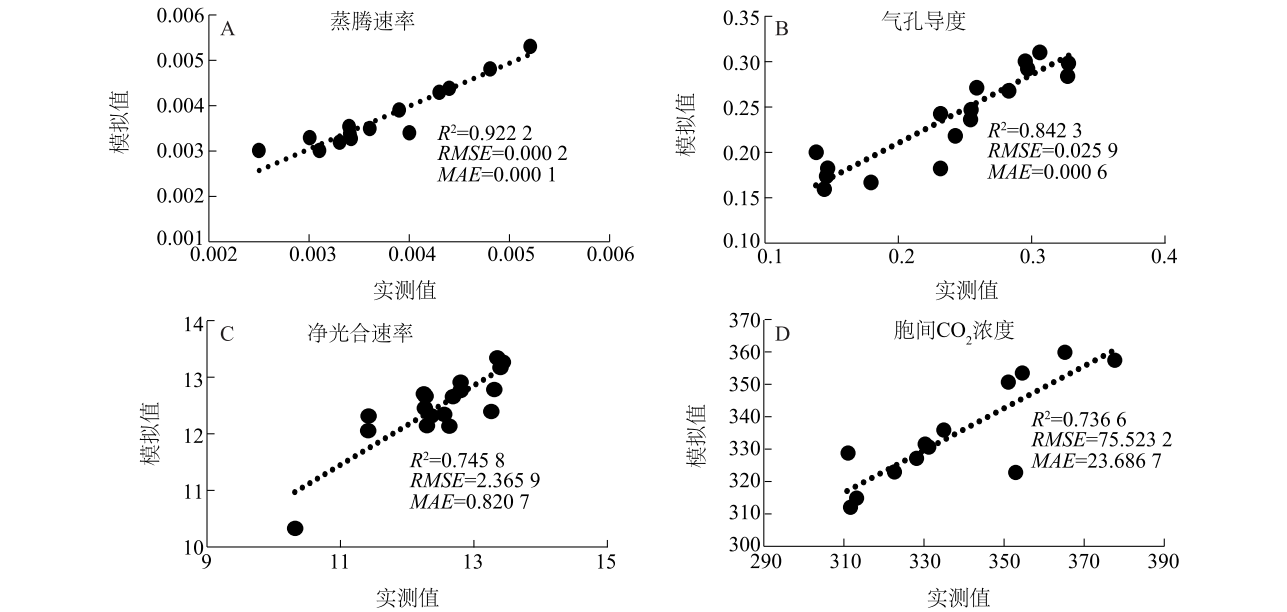 A 蒸腾速率
0.006
0.005
0.004
0.003
0.002
0.001
模拟值
R²=0.922 2
RMSE=0.000 2
MAE=0.000 1
0.002 0.003 0.004 0.005 0.006
实测值
B 气孔导度
0.35
0.30
0.25
0.20
0.15
0.10
模拟值
R²=0.842 3
RMSE=0.025 9
MAE=0.000 6
0.1 0.2 0.3 0.4
实测值
C 净光合速率
14
13
12
11
10
模拟值
R²=0.745 8
RMSE=2.365 9
MAE=0.820 7
9 11 13 15
实测值
D 胞间CO₂浓度
370
360
350
340
330
320
310
300
模拟值
R²=0.736 6
RMSE=75.523 2
MAE=23.686 7
290 310 330 350 370 390
实测值